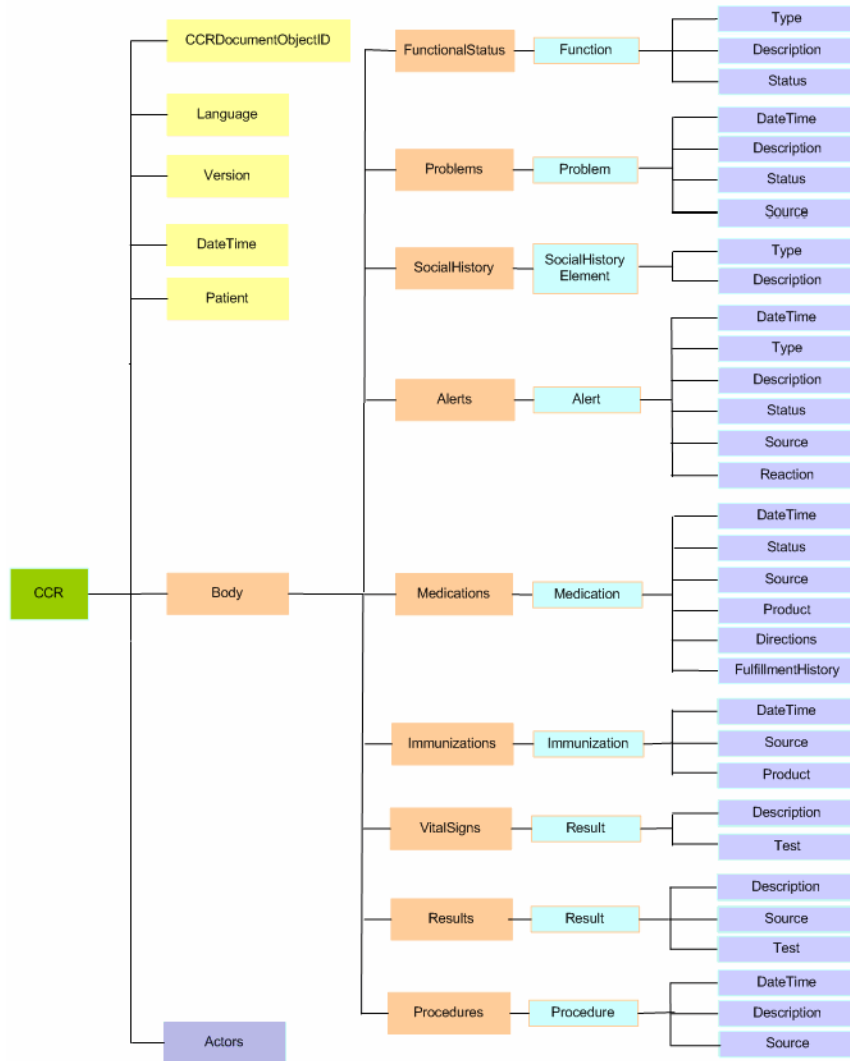 CCR
CCRDocumentObjectID
Language
Version
DateTime
Patient
Body
Actors
FunctionalStatus
Function
Type
Description
Status
Problems
Problem
DateTime
Description
Status
Source
SocialHistory
SocialHistory
Element
Type
Description
Alerts
Alert
DateTime
Type
Description
Status
Source
Reaction
Medications
Medication
DateTime
Status
Source
Product
Directions
FulfillmentHistory
Immunizations
Immunization
DateTime
Source
Product
VitalSigns
Result
Description
Test
Results
Result
Description
Source
Test
Procedures
Procedure
DateTime
Description
Source